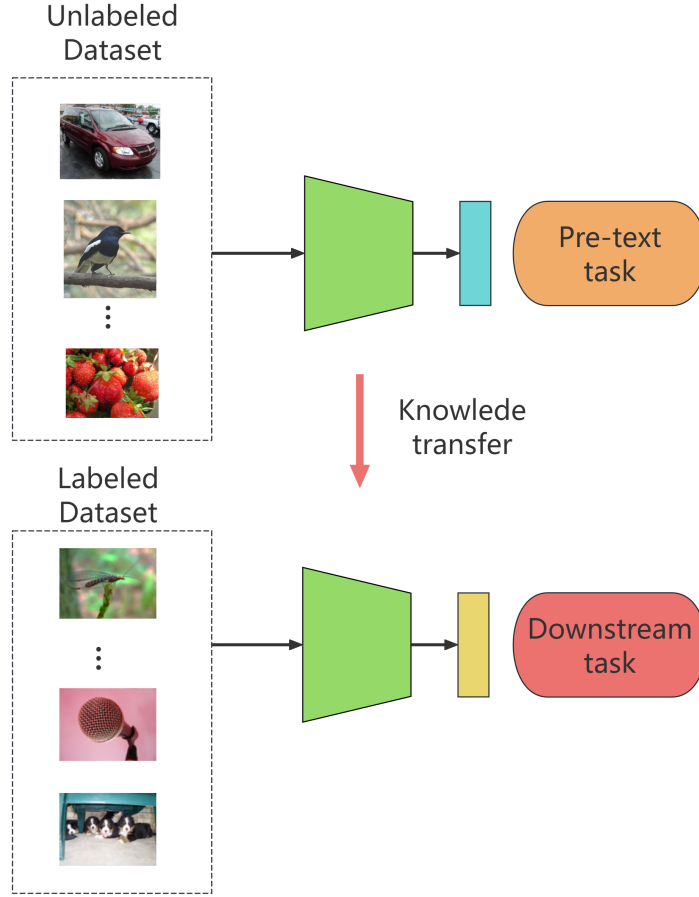 Unlabeled
Dataset
Pre-text
task
Knowlede
transfer
Labeled
Dataset
Downstream
task